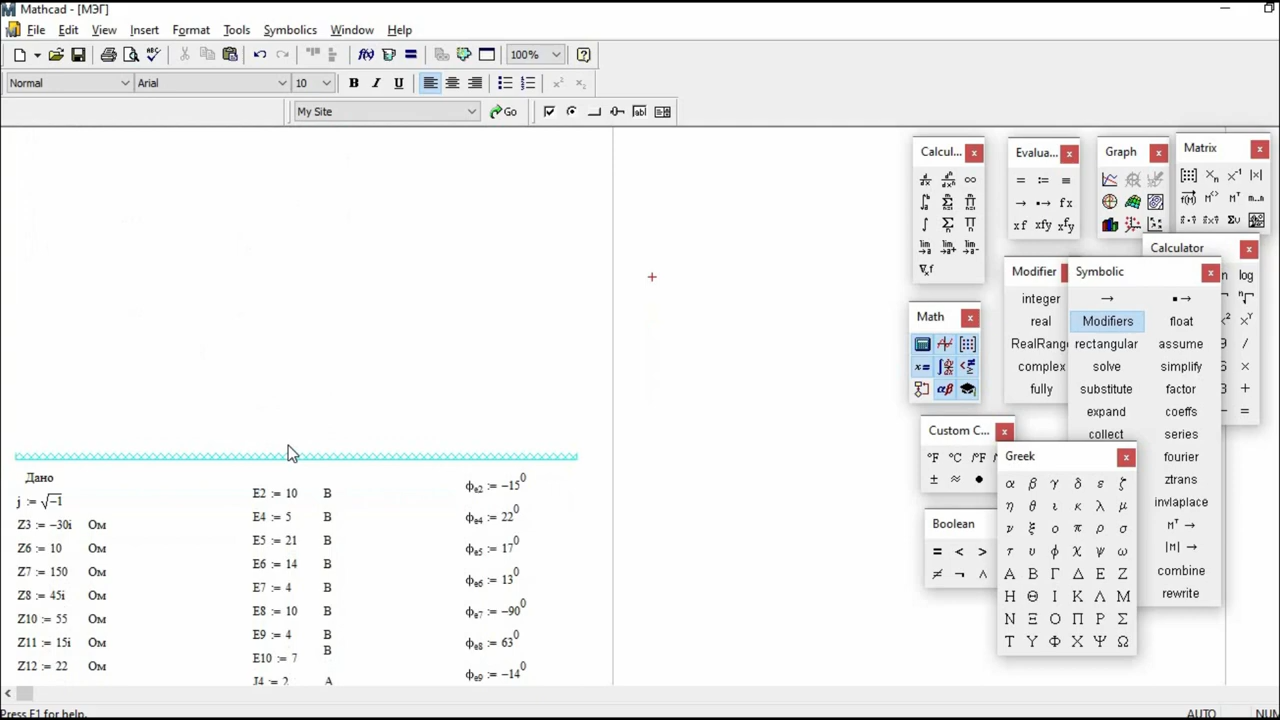 Mathcad - [МЭГ]
File Edit View Insert Format Tools Symbolics Window Help
100%
Normal Arial 10 B I U
My Site Go
Calcul... Evalua... Graph Matrix
Calculator
Modifier Symbolic
integer
real Modifiers float
RealRang rectangular assume
complex solve simplify
fully substitute factor
expand coeffs
collect series
fourier
ztrans
invlaplace
combine
rewrite
log
Math
Custom C...
°F °C
Greek
α β γ δ ε ζ
η θ ι κ λ μ
ν ξ ο π ρ σ
τ υ φ χ ψ ω
Α Β Γ Δ Ε Ζ
Η Θ Ι Κ Λ Μ
Ν Ξ Ο Π Ρ Σ
Τ Υ Φ Χ Ψ Ω
Boolean
= < >
≠ ¬ ∧
Дано
j := √−1
Z3 := −30i Ом
Z6 := 10 Ом
Z7 := 150 Ом
Z8 := 45i Ом
Z10 := 55 Ом
Z11 := 15i Ом
Z12 := 22 Ом
E2 := 10 В
E4 := 5 В
E5 := 21 В
E6 := 14 В
E7 := 4 В
E8 := 10 В
E9 := 4 В
E10 := 7 В
J4 := 2 А
ϕe2 := −15⁰
ϕe4 := 22⁰
ϕe5 := 17⁰
ϕe6 := 13⁰
ϕe7 := −90⁰
ϕe8 := 63⁰
ϕe9 := −14⁰
Press F1 for help.
AUTO NUM